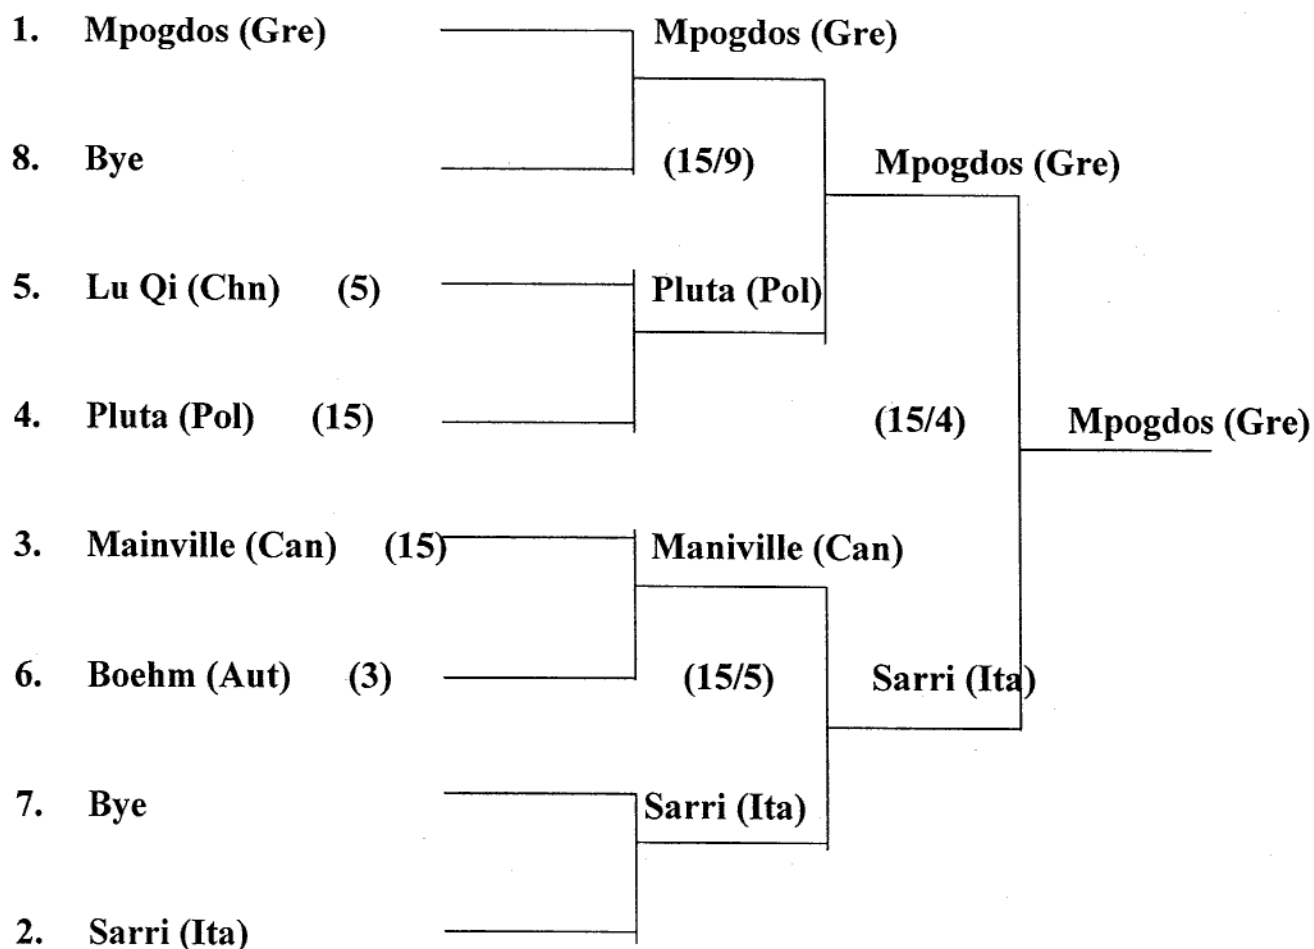 1. Mpogdos (Gre) Mpogdos (Gre)
8. Bye (15/9) Mpogdos (Gre)
5. Lu Qi (Chn) (5) Pluta (Pol)
4. Pluta (Pol) (15) (15/4) Mpogdos (Gre)
3. Mainville (Can) (15) Maniville (Can)
6. Boehm (Aut) (3) (15/5) Sarri (Ita)
7. Bye Sarri (Ita)
2. Sarri (Ita)